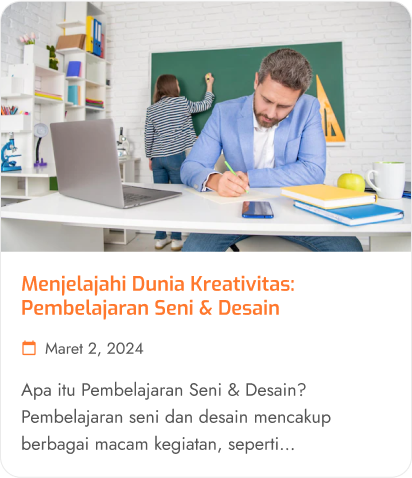 Menjelajahi Dunia Kreativitas:
Pembelajaran Seni & Desain
Maret 2, 2024
Apa itu Pembelajaran Seni & Desain?
Pembelajaran seni dan desain mencakup
berbagai macam kegiatan, seperti...